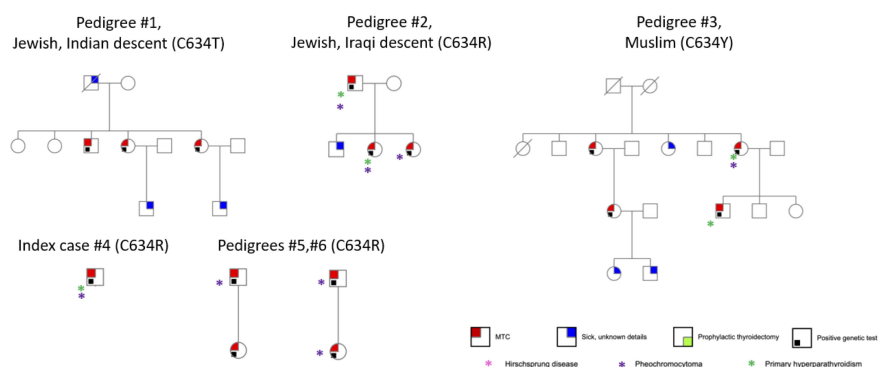 Pedigree #1,
Jewish, Indian descent (C634T)
Pedigree #2,
Jewish, Iraqi descent (C634R)
Pedigree #3,
Muslim (C634Y)
Index case #4 (C634R)
Pedigrees #5,#6 (C634R)
MTC
Sick, unknown details
Prophylactic thyroidectomy
Positive genetic test
* Hirschsprung disease
* Pheochromocytoma
* Primary hyperparathyroidism